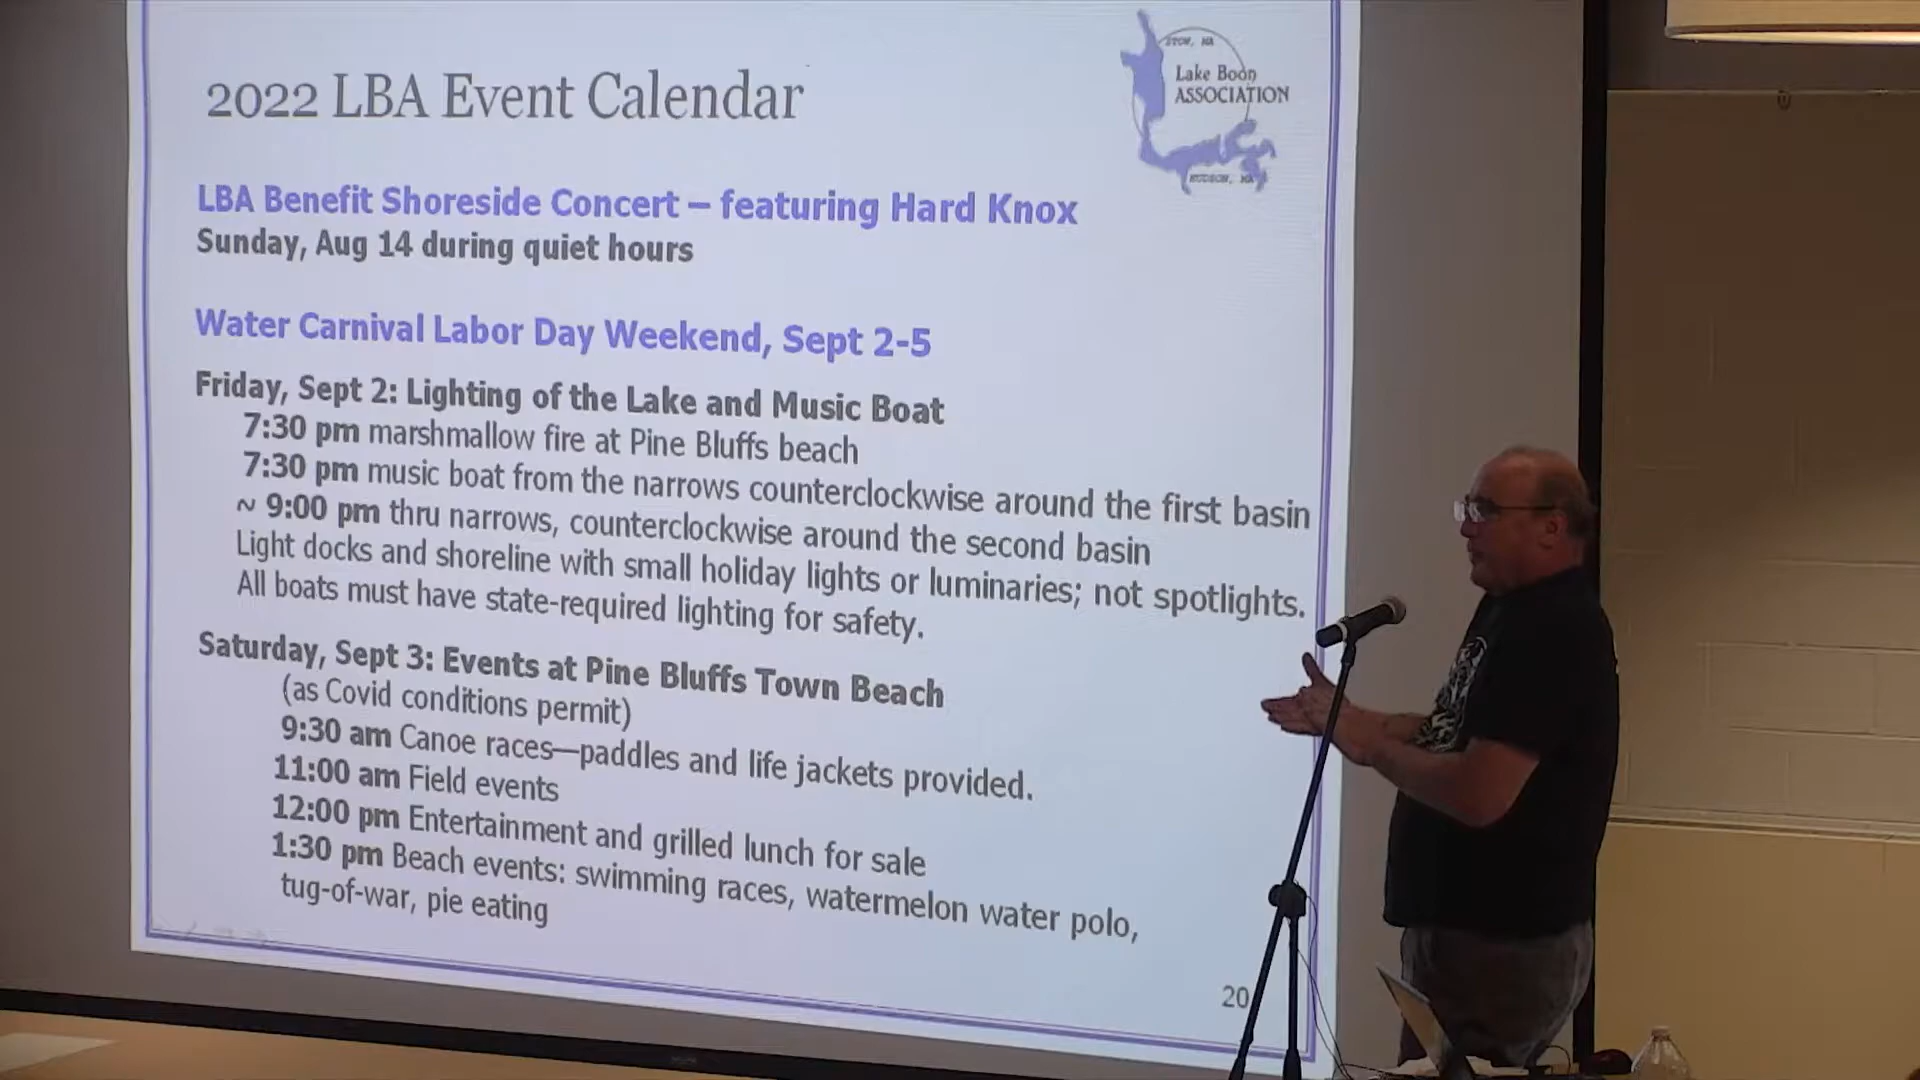 2022 LBA Event Calendar
STOW, MA
Lake Boon
ASSOCIATION
HUDSON, MA
LBA Benefit Shoreside Concert – featuring Hard Knox
Sunday, Aug 14 during quiet hours
Water Carnival Labor Day Weekend, Sept 2-5
Friday, Sept 2: Lighting of the Lake and Music Boat
7:30 pm marshmallow fire at Pine Bluffs beach
7:30 pm music boat from the narrows counterclockwise around the first basin
~ 9:00 pm thru narrows, counterclockwise around the second basin
Light docks and shoreline with small holiday lights or luminaries; not spotlights.
All boats must have state-required lighting for safety.
Saturday, Sept 3: Events at Pine Bluffs Town Beach
(as Covid conditions permit)
9:30 am Canoe races—paddles and life jackets provided.
11:00 am Field events
12:00 pm Entertainment and grilled lunch for sale
1:30 pm Beach events: swimming races, watermelon water polo,
tug-of-war, pie eating
20